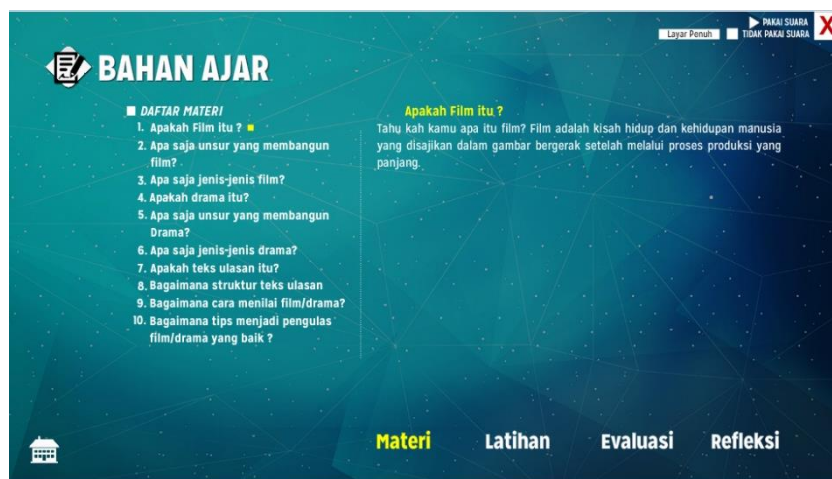 PAKAI SUARA
Layar Penuh
TIDAK PAKAI SUARA
X
BAHAN AJAR
DAFTAR MATERI
1. Apakah Film itu ?
2. Apa saja unsur yang membangun
film?
3. Apa saja jenis-jenis film?
4. Apakah drama itu?
5. Apa saja unsur yang membangun
Drama?
6. Apa saja jenis-jenis drama?
7. Apakah teks ulasan itu?
8. Bagaimana struktur teks ulasan
9. Bagaimana cara menilai film/drama?
10. Bagaimana tips menjadi pengulas
film/drama yang baik ?
Apakah Film itu ?
Tahu kah kamu apa itu film? Film adalah kisah hidup dan kehidupan manusia
yang disajikan dalam gambar bergerak setelah melalui proses produksi yang
panjang.
Materi
Latihan
Evaluasi
Refleksi